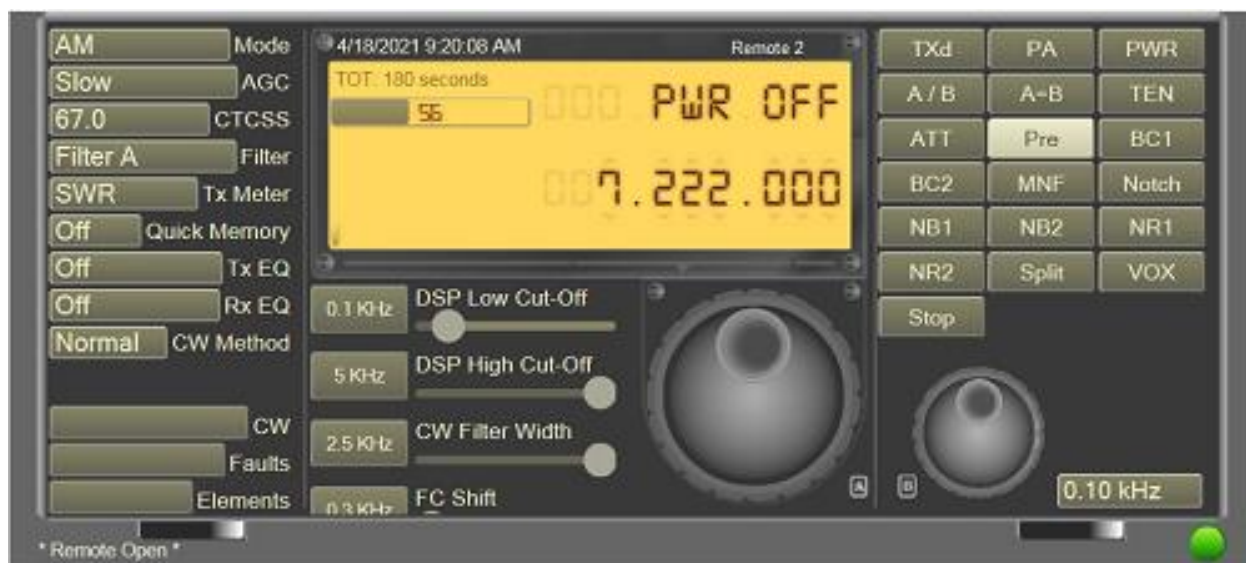 AM Mode
Slow AGC
67.0 CTCSS
Filter A Filter
SWR Tx Meter
Off Quick Memory
Off Tx EQ
Off Rx EQ
Normal CW Method
CW
Faults
Elements
4/18/2021 9:20:08 AM Remote 2
TOT: 180 seconds
56
PWR OFF
7.222.000
0.1 KHz DSP Low Cut-Off
5 KHz DSP High Cut-Off
2.5 KHz CW Filter Width
0.3 KHz FC Shift
A
TXd PA PWR
A / B A=B TEN
ATT Pre BC1
BC2 MNF Notch
NB1 NB2 NR1
NR2 Split VOX
Stop
B
0.10 kHz
* Remote Open *